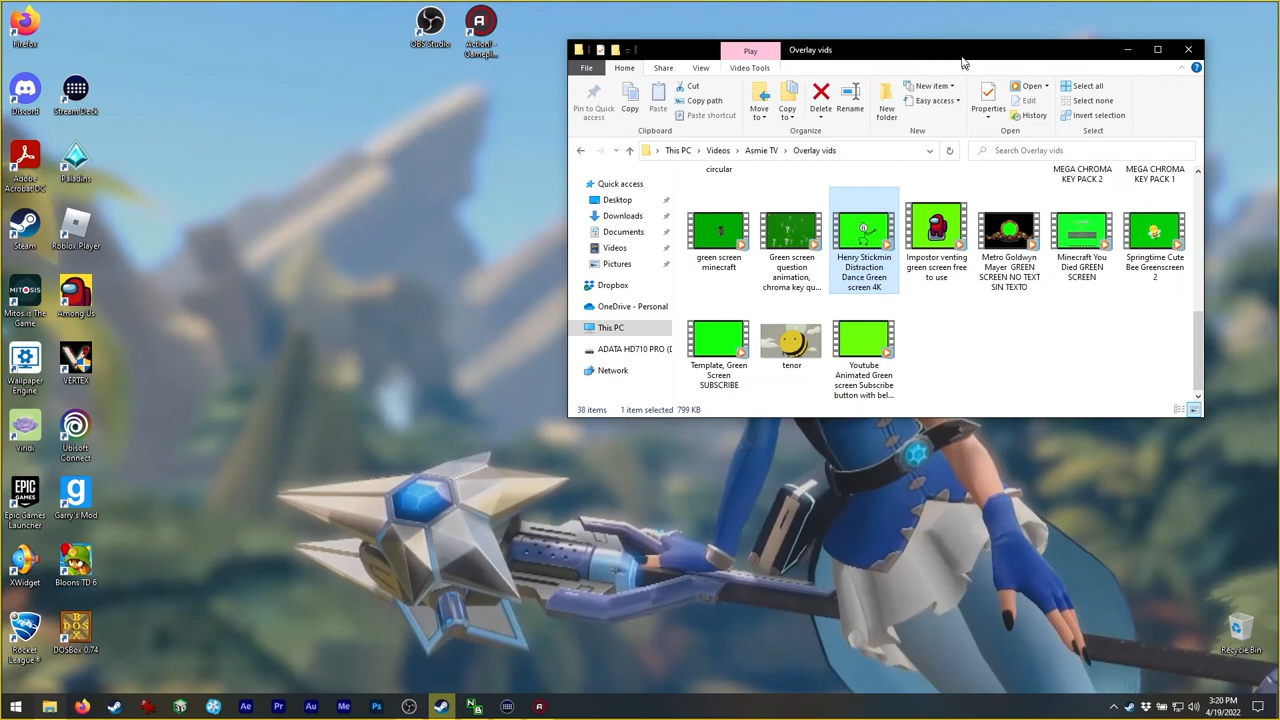 Firefox
OBS Studio
Action! -
Gamepl...
Play
Overlay vids
File
Home
Share
View
Video Tools
Discord
Stream Deck
Pin to Quick
access
Copy
Paste
Cut
Copy path
Paste shortcut
Move
to
Copy
to
Delete
Rename
New
folder
New item
Easy access
Properties
Open
Edit
History
Select all
Select none
Invert selection
Clipboard
Organize
New
Open
Select
This PC
Videos
Asmie TV
Overlay vids
Search Overlay vids
Adobe
Acrobat DC
Paladins
circular
MEGA CHROMA
KEY PACK 2
MEGA CHROMA
KEY PACK 1
Quick access
Desktop
Downloads
Documents
Videos
Pictures
Dropbox
OneDrive - Personal
This PC
ADATA HD710 PRO (D
Network
Steam
Roblox Player
green screen
minecraft
Green screen
question
animation,
chroma key qu...
Henry Stickmin
Distraction
Dance Green
screen 4K
Impostor venting
green screen free
to use
Metro Goldwyn
Mayer GREEN
SCREEN NO TEXT
SIN TEXTO
Minecraft You
Died GREEN
SCREEN
Springtime Cute
Bee Greenscreen
2
MITOSIS
Mitos.is The
Game
Among Us
Template, Green
Screen
SUBSCRIBE
tenor
Youtube
Animated Green
screen Subscribe
button with bel...
38 items
1 item selected 799 KB
Wallpaper
Engine
VERTEX
Viridi
Ubisoft
Connect
EPIC
GAMES
Epic Games
Launcher
g
Garry's Mod
XWidget
Bloons TD 6
Rocket
League®
DOSBox 0.74
Recycle Bin
Ae
Pr
Au
Me
Ps
3:20 PM
4/19/2022